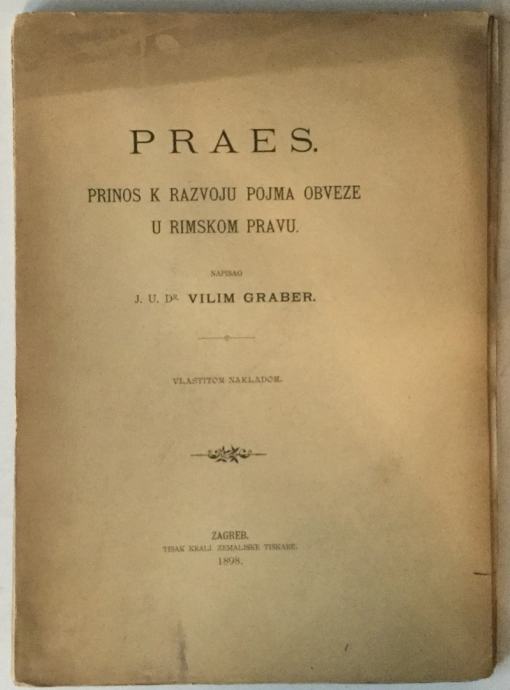 PRAES.
PRINOS K RAZVOJU POJMA OBVEZE
U RIMSKOM PRAVU.
NAPISAO
J. U. DR. VILIM GRABER.
VLASTITOM NAKLADOM.
ZAGREB.
TISAK KRALJ. ZEMALJSKE TISKARE.
1898.